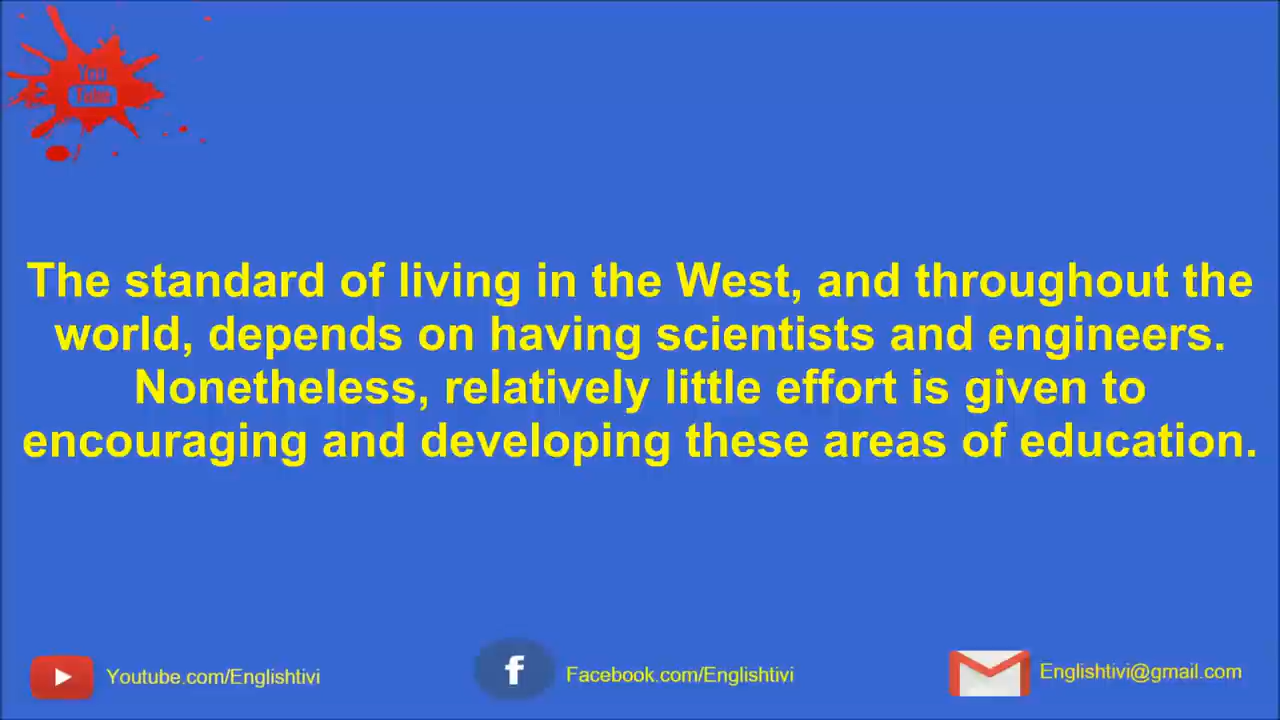 You
Tube
The standard of living in the West, and throughout the
world, depends on having scientists and engineers.
Nonetheless, relatively little effort is given to
encouraging and developing these areas of education.
Youtube.com/Englishtivi
f
Facebook.com/Englishtivi
Englishtivi@gmail.com